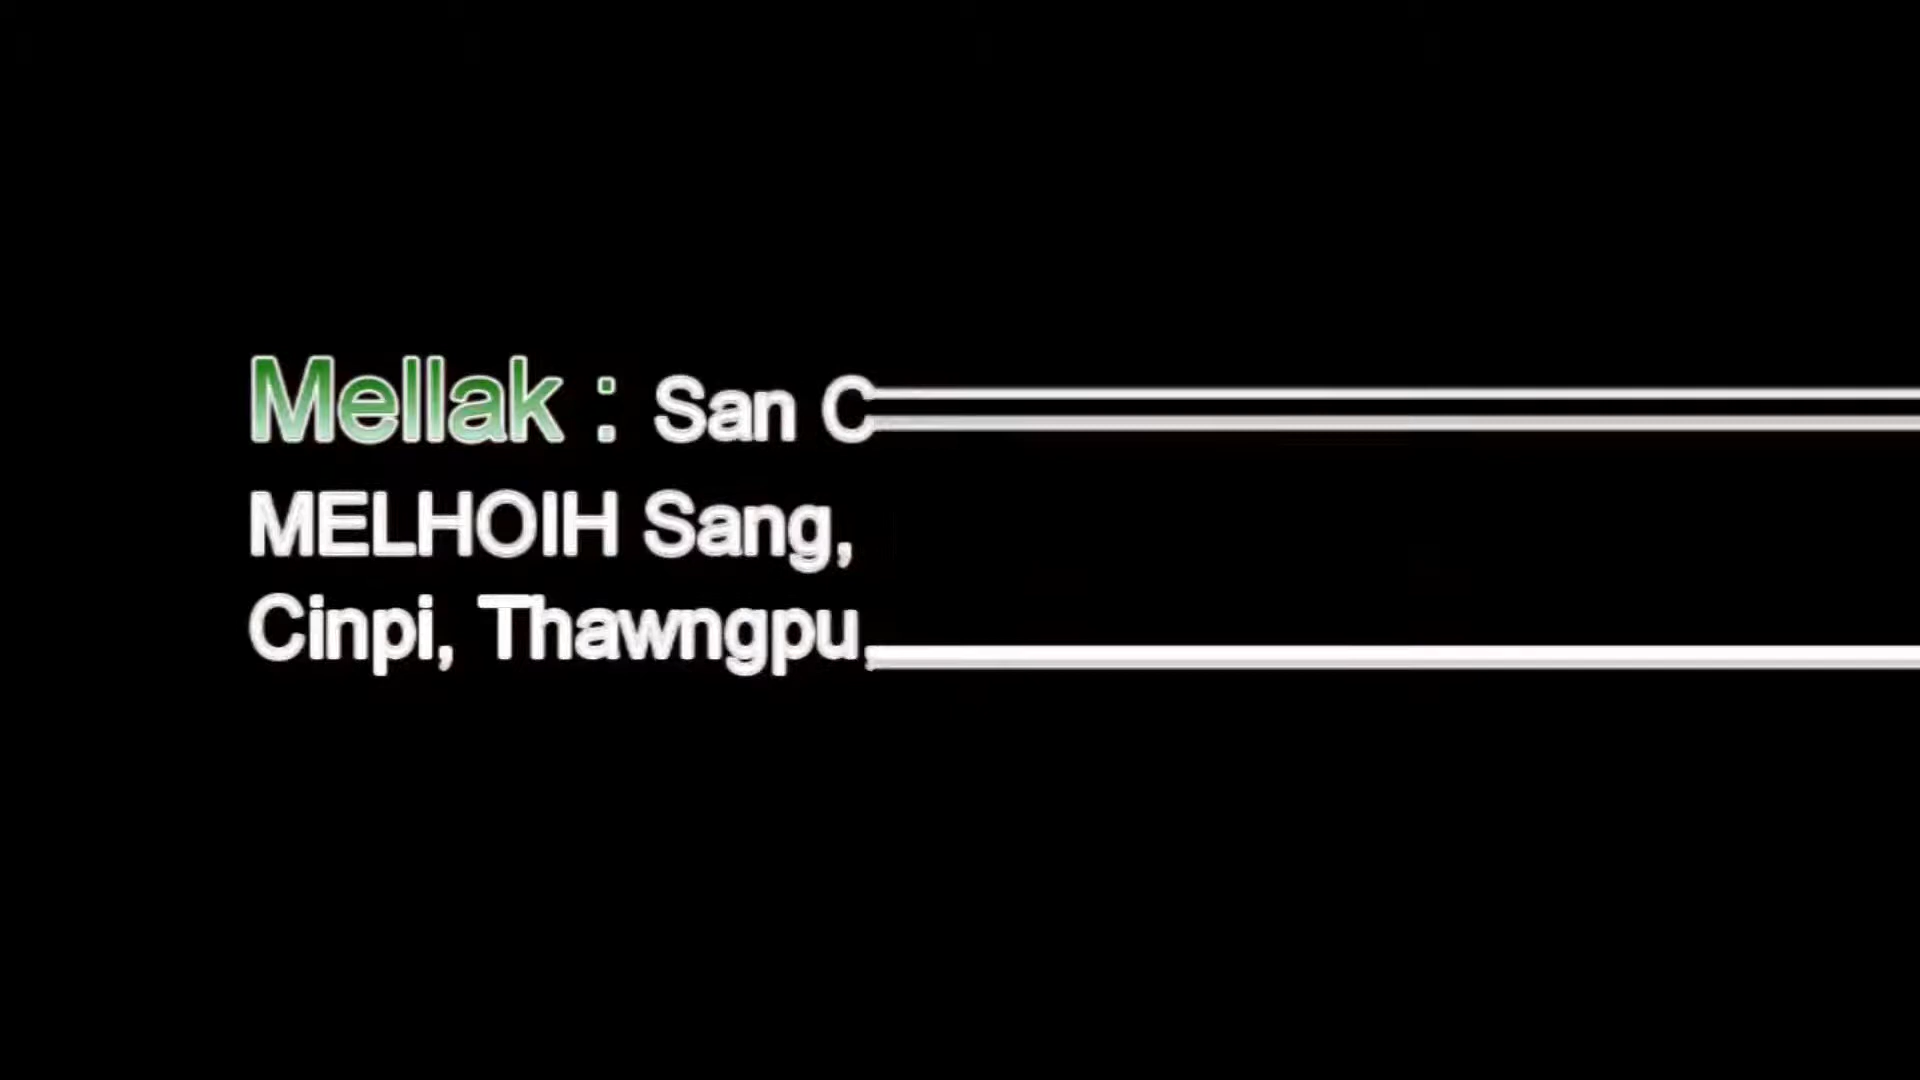 Mellak : San C
MELHOIH Sang,
Cinpi, Thawngpu,